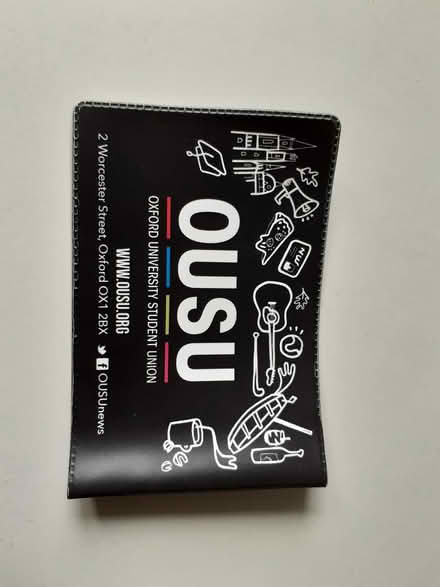 OUSU
OXFORD UNIVERSITY STUDENT UNION
WWW.OUSU.ORG
2 Worcester Street, Oxford OX1 2BX OUSUnews